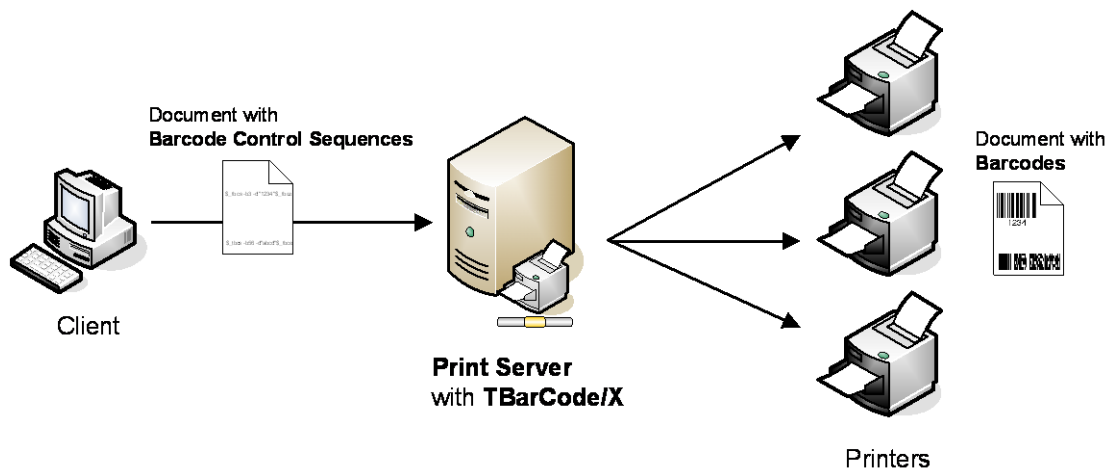 Document with
Barcode Control Sequences
Client
Print Server
with TBarCode/X
Document with
Barcodes
1234
Printers